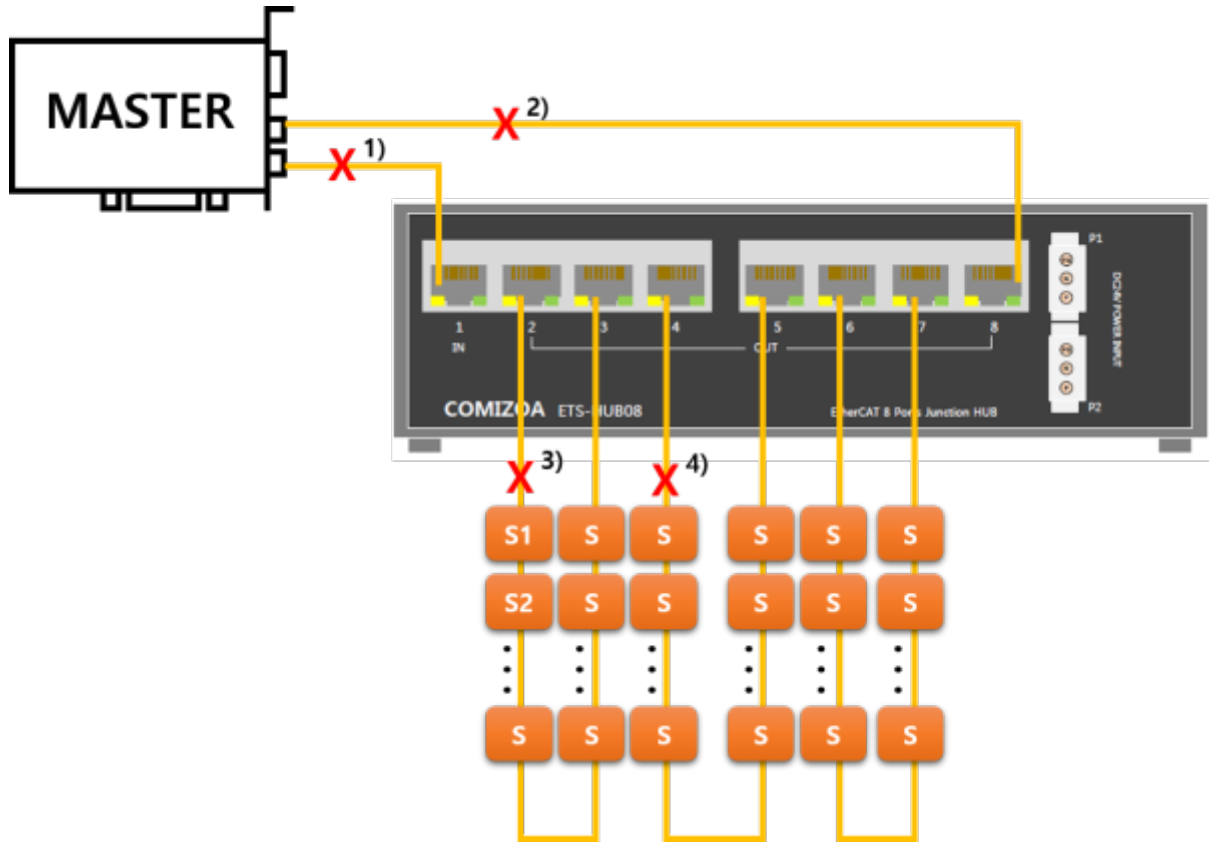 MASTER
2)
1)
P1
DC24V POWER INPUT
1 2 3 4 5 6 7 8
IN OUT
COMIZOA ETS-HUB08 EtherCAT 8 Ports Junction HUB P2
3) 4)
S1 S S S S S
S2 S S S S S
S S S S S S